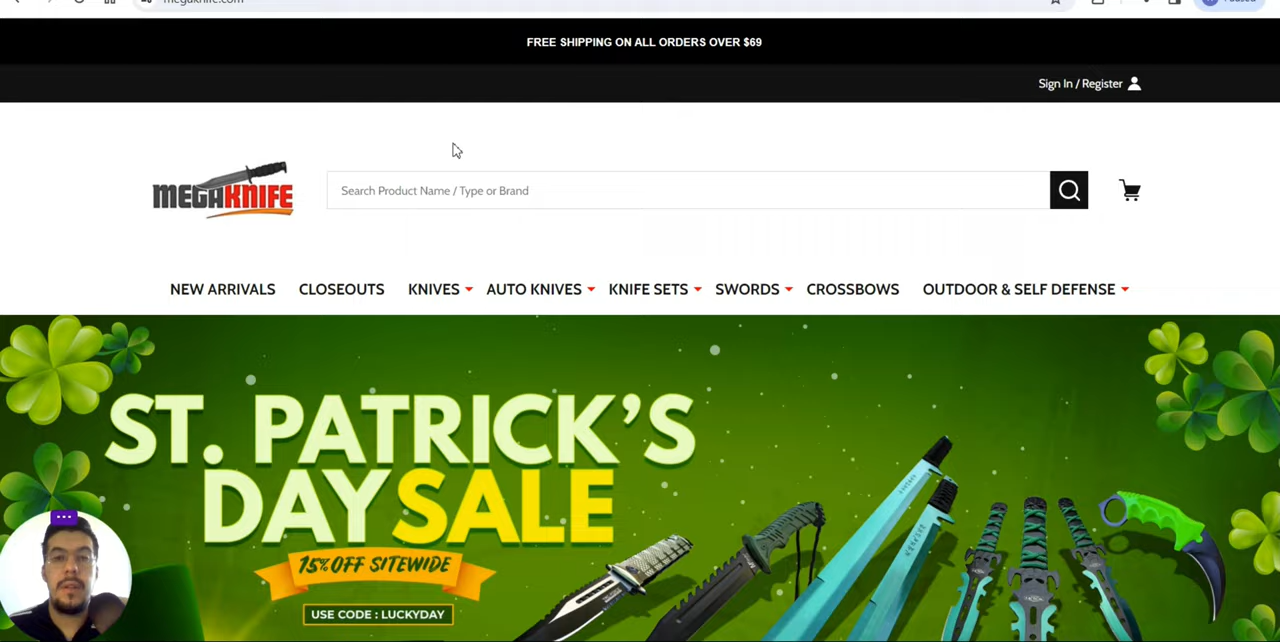 megaknife.com
FREE SHIPPING ON ALL ORDERS OVER $69
Sign In / Register
MEGAKNIFE
Search Product Name / Type or Brand
NEW ARRIVALS CLOSEOUTS KNIVES AUTO KNIVES KNIFE SETS SWORDS CROSSBOWS OUTDOOR & SELF DEFENSE
ST. PATRICK'S
DAY SALE
15% OFF SITEWIDE
USE CODE : LUCKYDAY